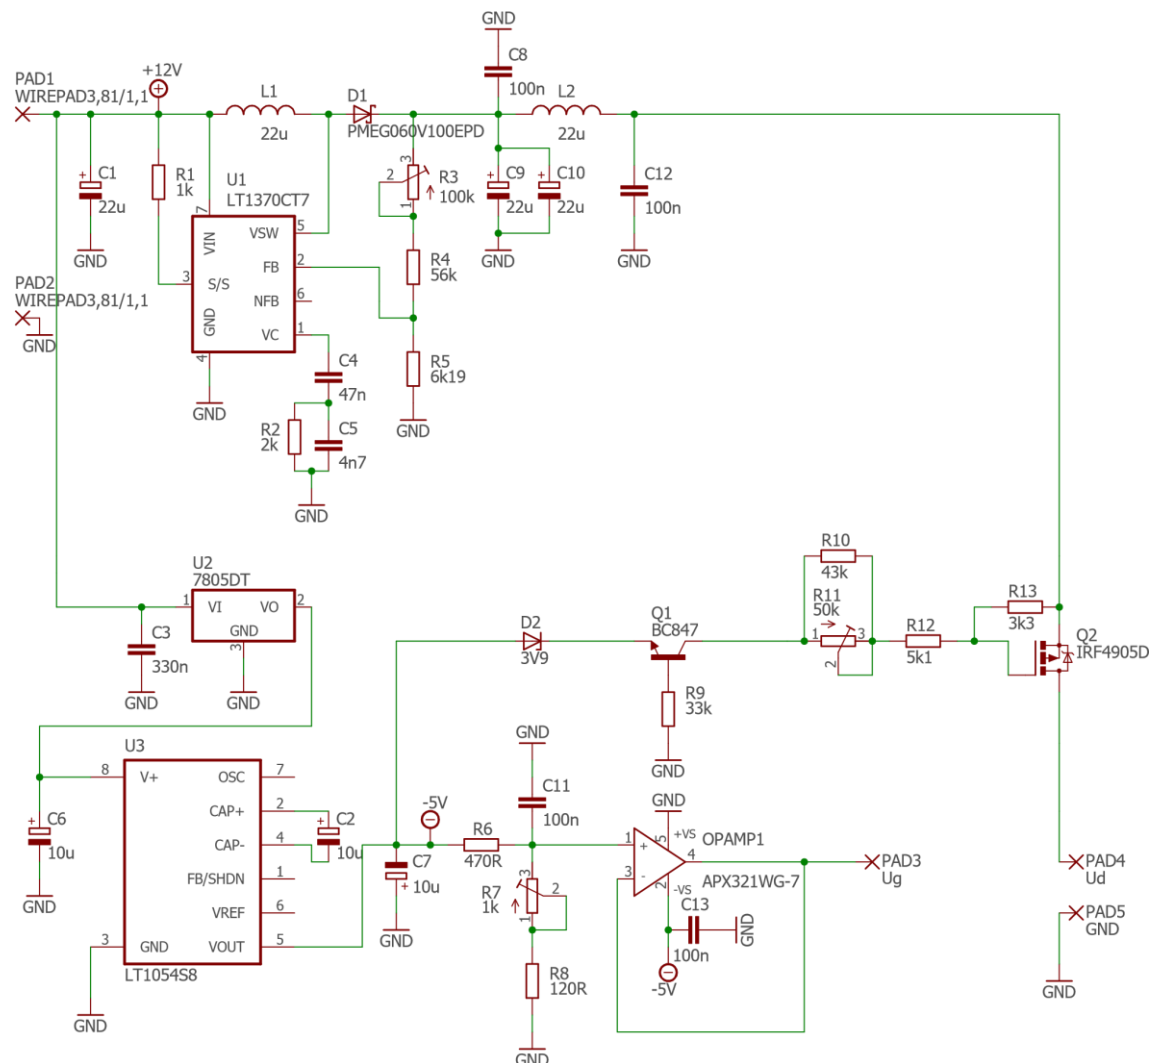 GND
PAD1
WIREPAD3,81/1,1
+12V
L1
22u
D1
PMEG060V100EPD
C8
100n
L2
22u
C1
22u
GND
R1
1k
U1
LT1370CT7
7
VIN
VSW
5
FB
2
3
S/S
NFB
6
GND
VC
1
4
GND
3
2
1
R3
100k
C9
22u
C10
22u
GND
C12
100n
GND
PAD2
WIREPAD3,81/1,1
GND
R4
56k
R5
6k19
GND
C4
47n
R2
2k
C5
4n7
GND
U2
7805DT
1
VI
VO
2
GND
3
GND
C3
330n
GND
D2
3V9
Q1
BC847
R9
33k
GND
R10
43k
R11
50k
1
3
2
R12
5k1
R13
3k3
Q2
IRF4905D
U3
8
V+
OSC
7
CAP+
2
CAP-
4
FB/SHDN
1
VREF
6
3
GND
VOUT
5
LT1054S8
GND
C6
10u
GND
C2
10u
C7
10u
GND
-5V
R6
470R
GND
C11
100n
R7
1k
3
2
1
R8
120R
GND
GND
+VS
5
OPAMP1
1
+
3
-
4
2
-VS
APX321WG-7
C13
100n
GND
-5V
PAD3
Ug
PAD4
Ud
PAD5
GND
GND